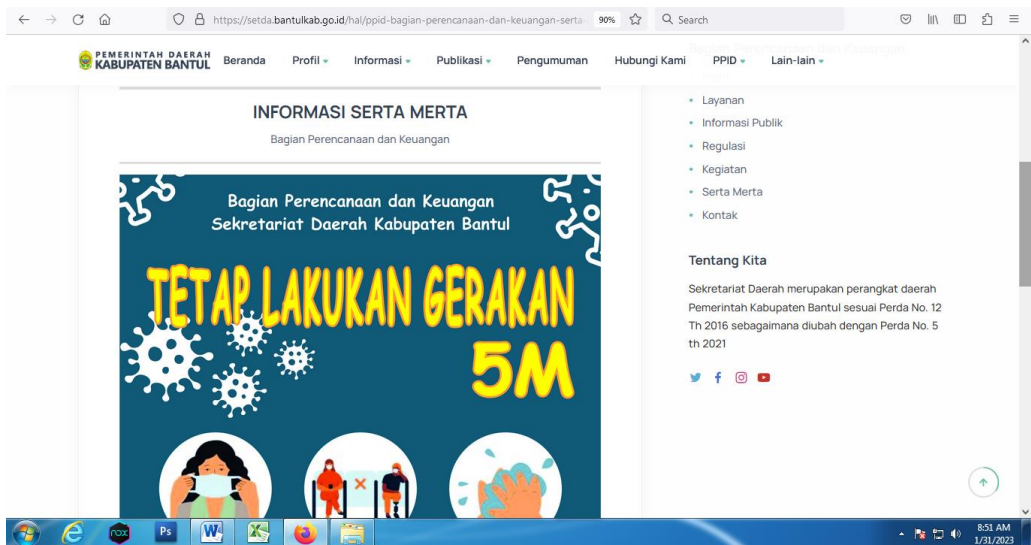 https://setda.bantulkab.go.id/hal/ppid-bagian-perencanaan-dan-keuangan-serta-
90%
Search
PEMERINTAH DAERAH
KABUPATEN BANTUL
Beranda Profil Informasi Publikasi Pengumuman Hubungi Kami PPID Lain-lain
INFORMASI SERTA MERTA
Bagian Perencanaan dan Keuangan
Bagian Perencanaan dan Keuangan
Sekretariat Daerah Kabupaten Bantul
TETAP LAKUKAN GERAKAN
5M
Layanan
Informasi Publik
Regulasi
Kegiatan
Serta Merta
Kontak
Tentang Kita
Sekretariat Daerah merupakan perangkat daerah
Pemerintah Kabupaten Bantul sesuai Perda No. 12
Th 2016 sebagaimana diubah dengan Perda No. 5
th 2021
nox
Ps
8:51 AM
1/31/2023